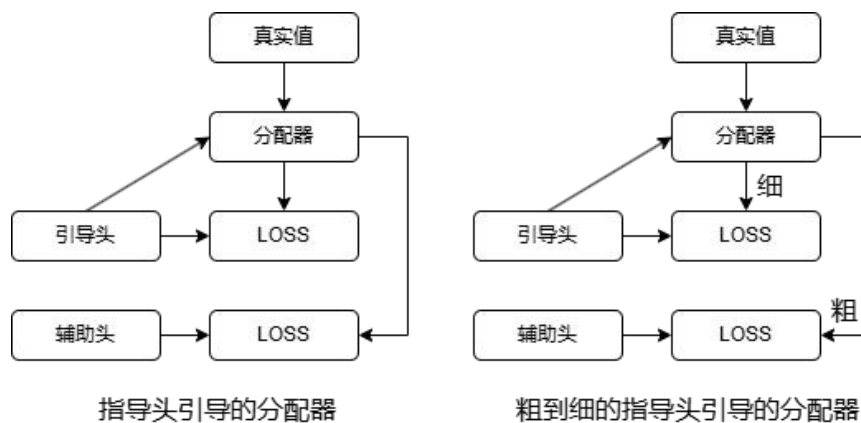 真实值
分配器
引导头
LOSS
辅助头
LOSS
指导头引导的分配器
真实值
分配器
细
引导头
LOSS
粗
辅助头
LOSS
粗到细的指导头引导的分配器